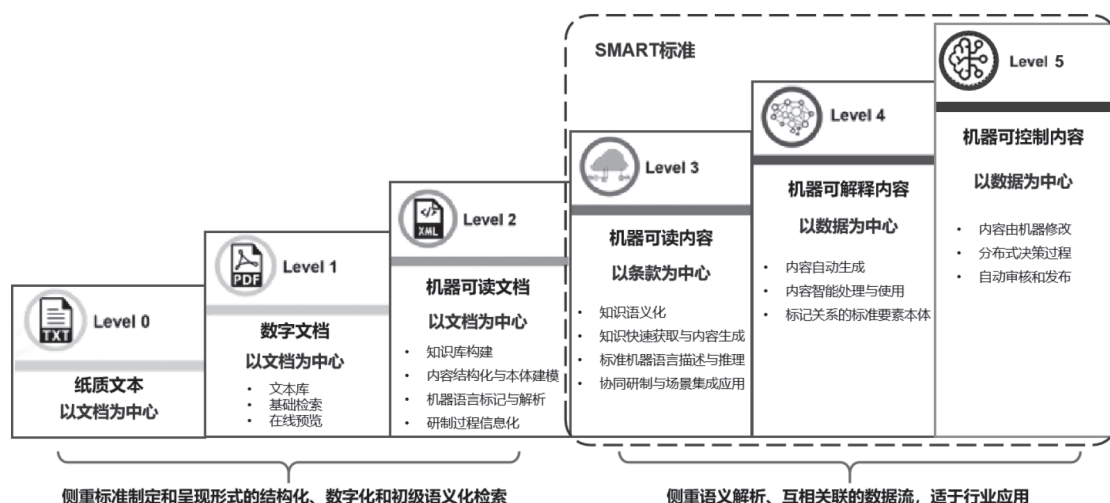 SMART标准
TXT
Level 0
纸质文本
以文档为中心
PDF
Level 1
数字文档
以文档为中心
• 文本库
• 基础检索
• 在线预览
XML
Level 2
机器可读文档
以文档为中心
• 知识库构建
• 内容结构化与本体建模
• 机器语言标记与解析
• 研制过程信息化
Level 3
机器可读内容
以条款为中心
• 知识语义化
• 知识快速获取与内容生成
• 标准机器语言描述与推理
• 协同研制与场景集成应用
Level 4
机器可解释内容
以数据为中心
• 内容自动生成
• 内容智能处理与使用
• 标记关系的标准要素本体
Level 5
机器可控制内容
以数据为中心
• 内容由机器修改
• 分布式决策过程
• 自动审核和发布
侧重标准制定和呈现形式的结构化、数字化和初级语义化检索
侧重语义解析、互相关联的数据流，适于行业应用